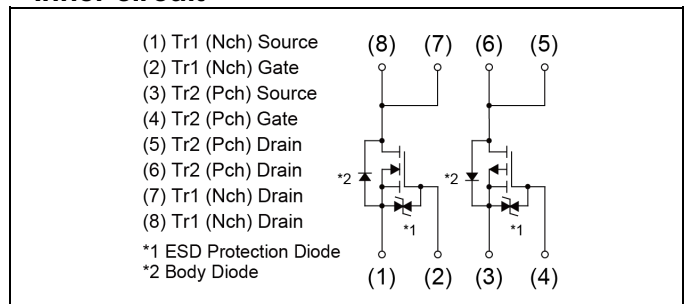 (1) Tr1 (Nch) Source
(2) Tr1 (Nch) Gate
(3) Tr2 (Pch) Source
(4) Tr2 (Pch) Gate
(5) Tr2 (Pch) Drain
(6) Tr2 (Pch) Drain
(7) Tr1 (Nch) Drain
(8) Tr1 (Nch) Drain
*1 ESD Protection Diode
*2 Body Diode
(8) (7) (6) (5)
*2 *2
*1 *1
(1) (2) (3) (4)